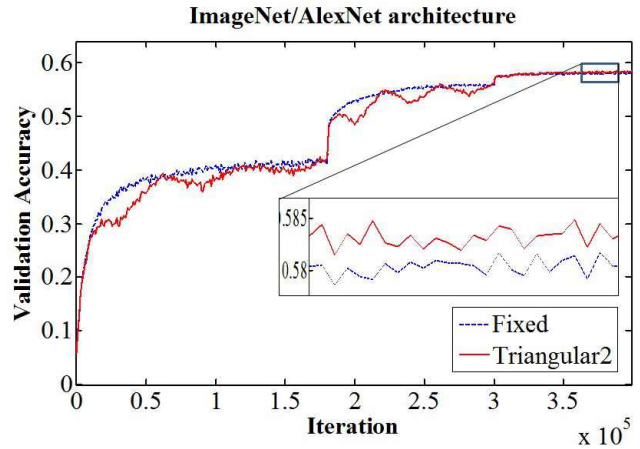 ImageNet/AlexNet architecture
Validation Accuracy
0.6
0.5
0.4
0.3
0.2
0.1
0
0.585
0.58
Fixed
Triangular2
0 0.5 1 1.5 2 2.5 3 3.5
Iteration
x 10^5